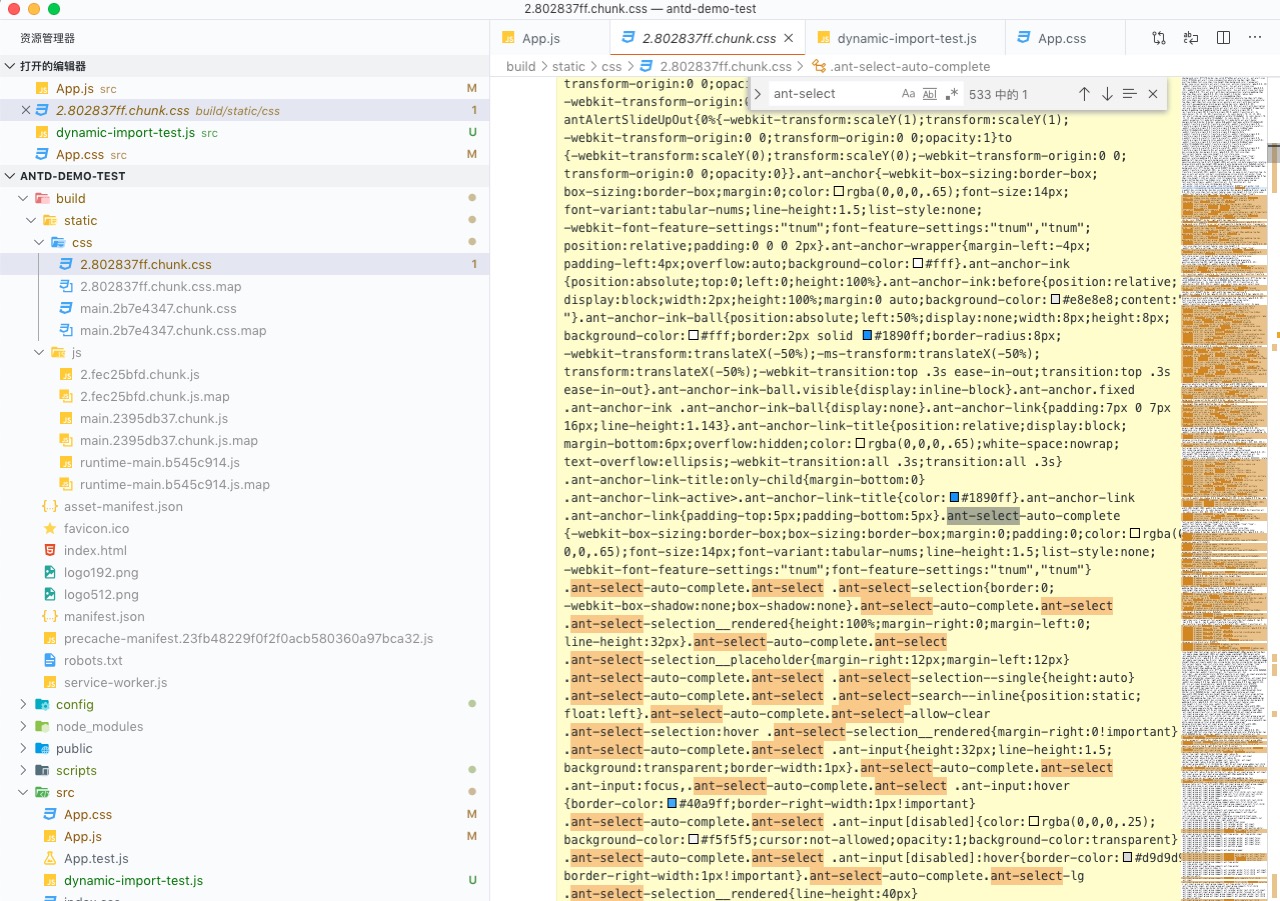 2.802837ff.chunk.css — antd-demo-test
资源管理器
打开的编辑器
App.js src M
2.802837ff.chunk.css build/static/css 1
dynamic-import-test.js src U
App.css src M
ANTD-DEMO-TEST
build
static
css
2.802837ff.chunk.css 1
2.802837ff.chunk.css.map
main.2b7e4347.chunk.css
main.2b7e4347.chunk.css.map
js
2.fec25bfd.chunk.js
2.fec25bfd.chunk.js.map
main.2395db37.chunk.js
main.2395db37.chunk.js.map
runtime-main.b545c914.js
runtime-main.b545c914.js.map
asset-manifest.json
favicon.ico
index.html
logo192.png
logo512.png
manifest.json
precache-manifest.23fb48229f0f2f0acb580360a97bca32.js
robots.txt
service-worker.js
config
node_modules
public
scripts
src
App.css M
App.js M
App.test.js
dynamic-import-test.js U
App.js 2.802837ff.chunk.css dynamic-import-test.js App.css
build > static > css > 2.802837ff.chunk.css > .ant-select-auto-complete
ant-select Aa Abl .* 533 中的 1
transform-origin:0 0;opac
-webkit-transform-origin:
antAlertSlideUpOut{0%{-webkit-transform:scaleY(1);transform:scaleY(1);
-webkit-transform-origin:0 0;transform-origin:0 0;opacity:1}to
{-webkit-transform:scaleY(0);transform:scaleY(0);-webkit-transform-origin:0 0;
transform-origin:0 0;opacity:0}}.ant-anchor{-webkit-box-sizing:border-box;
box-sizing:border-box;margin:0;color:rgba(0,0,0,.65);font-size:14px;
font-variant:tabular-nums;line-height:1.5;list-style:none;
-webkit-font-feature-settings:"tnum";font-feature-settings:"tnum","tnum";
position:relative;padding:0 0 0 2px}.ant-anchor-wrapper{margin-left:-4px;
padding-left:4px;overflow:auto;background-color:#fff}.ant-anchor-ink
{position:absolute;top:0;left:0;height:100%}.ant-anchor-ink:before{position:relative;
display:block;width:2px;height:100%;margin:0 auto;background-color:#e8e8e8;content:"
"}.ant-anchor-ink-ball{position:absolute;left:50%;display:none;width:8px;height:8px;
background-color:#fff;border:2px solid #1890ff;border-radius:8px;
-webkit-transform:translateX(-50%);-ms-transform:translateX(-50%);
transform:translateX(-50%);-webkit-transition:top .3s ease-in-out;transition:top .3s
ease-in-out}.ant-anchor-ink-ball.visible{display:inline-block}.ant-anchor.fixed
.ant-anchor-ink .ant-anchor-ink-ball{display:none}.ant-anchor-link{padding:7px 0 7px
16px;line-height:1.143}.ant-anchor-link-title{position:relative;display:block;
margin-bottom:6px;overflow:hidden;color:rgba(0,0,0,.65);white-space:nowrap;
text-overflow:ellipsis;-webkit-transition:all .3s;transition:all .3s}
.ant-anchor-link-title:only-child{margin-bottom:0}
.ant-anchor-link-active>.ant-anchor-link-title{color:#1890ff}.ant-anchor-link
.ant-anchor-link{padding-top:5px;padding-bottom:5px}.ant-select-auto-complete
{-webkit-box-sizing:border-box;box-sizing:border-box;margin:0;padding:0;color:rgba(
0,0,.65);font-size:14px;font-variant:tabular-nums;line-height:1.5;list-style:none;
-webkit-font-feature-settings:"tnum";font-feature-settings:"tnum","tnum"}
.ant-select-auto-complete.ant-select .ant-select-selection{border:0;
-webkit-box-shadow:none;box-shadow:none}.ant-select-auto-complete.ant-select
.ant-select-selection__rendered{height:100%;margin-right:0;margin-left:0;
line-height:32px}.ant-select-auto-complete.ant-select
.ant-select-selection__placeholder{margin-right:12px;margin-left:12px}
.ant-select-auto-complete.ant-select .ant-select-selection--single{height:auto}
.ant-select-auto-complete.ant-select .ant-select-search--inline{position:static;
float:left}.ant-select-auto-complete.ant-select-allow-clear
.ant-select-selection:hover .ant-select-selection__rendered{margin-right:0!important}
.ant-select-auto-complete.ant-select .ant-input{height:32px;line-height:1.5;
background:transparent;border-width:1px}.ant-select-auto-complete.ant-select
.ant-input:focus,.ant-select-auto-complete.ant-select .ant-input:hover
{border-color:#40a9ff;border-right-width:1px!important}
.ant-select-auto-complete.ant-select .ant-input[disabled]{color:rgba(0,0,0,.25);
background-color:#f5f5f5;cursor:not-allowed;opacity:1;background-color:transparent}
.ant-select-auto-complete.ant-select .ant-input[disabled]:hover{border-color:#d9d9d9
border-right-width:1px!important}.ant-select-auto-complete.ant-select-lg
.ant-select-selection__rendered{line-height:40px}